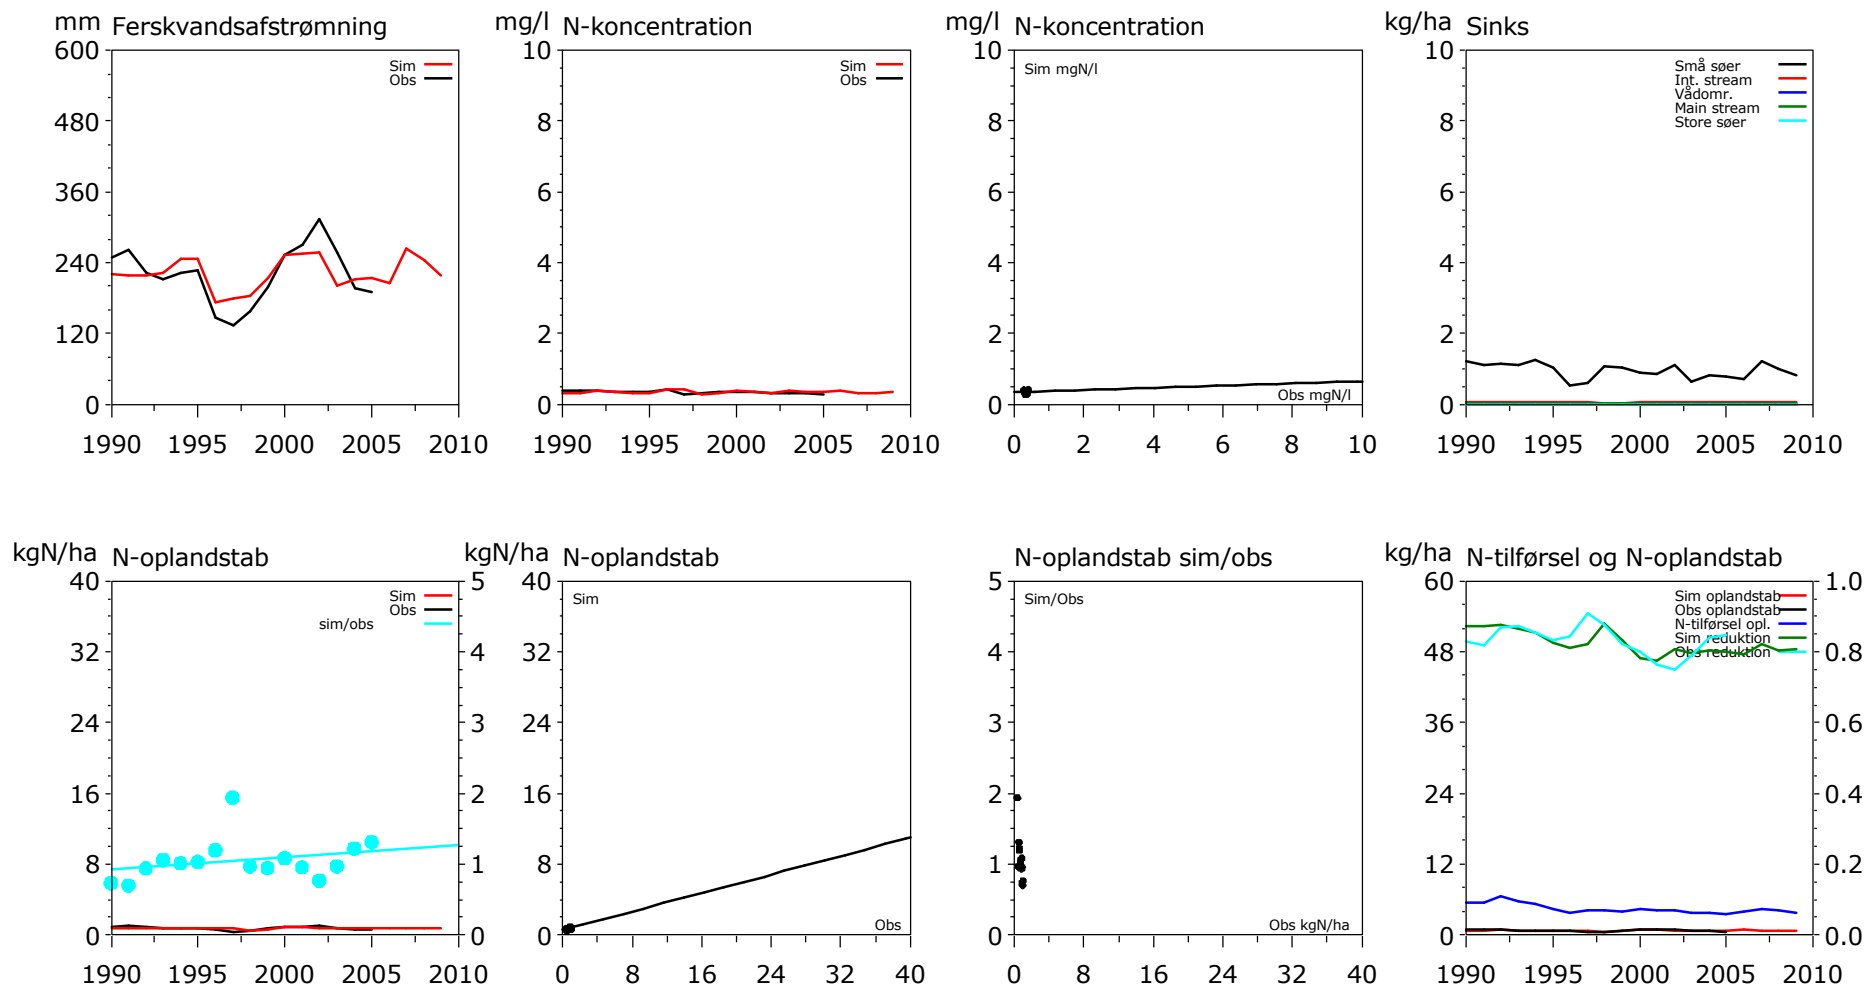 mm Ferskvandsafstrømning
600
480
360
240
120
0
1990 1995 2000 2005 2010
Sim
Obs
mg/l N-koncentration
10
8
6
4
2
0
1990 1995 2000 2005 2010
Sim
Obs
mg/l N-koncentration
10
8
6
4
2
0
0 2 4 6 8 10
Sim mgN/l
Obs mgN/l
kg/ha Sinks
10
8
6
4
2
0
1990 1995 2000 2005 2010
Små søer
Int. stream
Vådomr.
Main stream
Store søer
kgN/ha N-oplandstab
40
32
24
16
8
0
5
4
3
2
1
0
1990 1995 2000 2005 2010
Sim
Obs
sim/obs
kgN/ha N-oplandstab
40
32
24
16
8
0
0 8 16 24 32 40
Sim
Obs
N-oplandstab sim/obs
5
4
3
2
1
0
0 8 16 24 32 40
Sim/Obs
Obs kgN/ha
kg/ha N-tilførsel og N-oplandstab
60
48
36
24
12
0
1.0
0.8
0.6
0.4
0.2
0.0
1990 1995 2000 2005 2010
Sim oplandstab
Obs oplandstab
N-tilførsel opl.
Sim reduktion
Obs reduktion